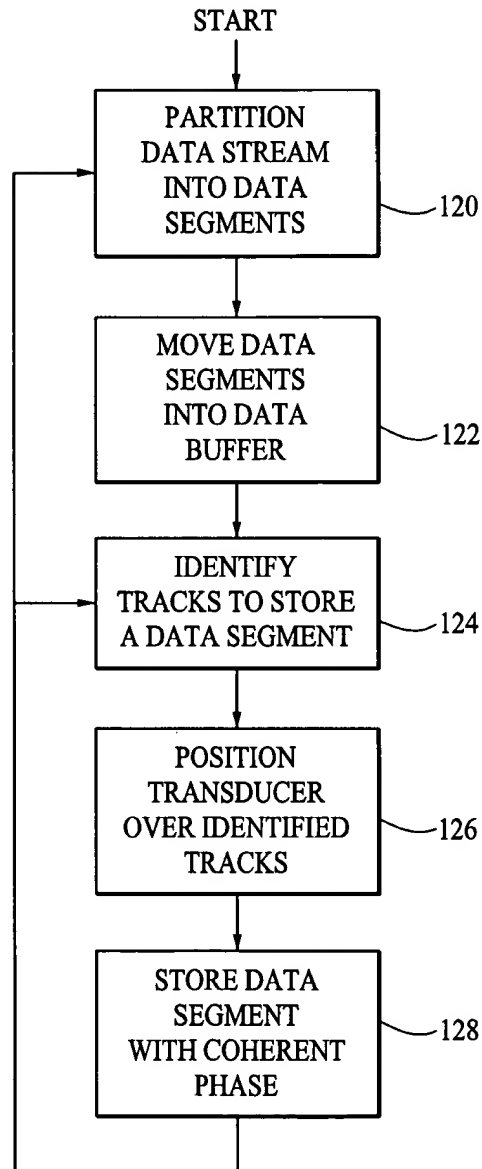 START
PARTITION
DATA STREAM
INTO DATA
SEGMENTS
120
MOVE DATA
SEGMENTS
INTO DATA
BUFFER
122
IDENTIFY
TRACKS TO STORE
A DATA SEGMENT
124
POSITION
TRANSDUCER
OVER IDENTIFIED
TRACKS
126
STORE DATA
SEGMENT
WITH COHERENT
PHASE
128